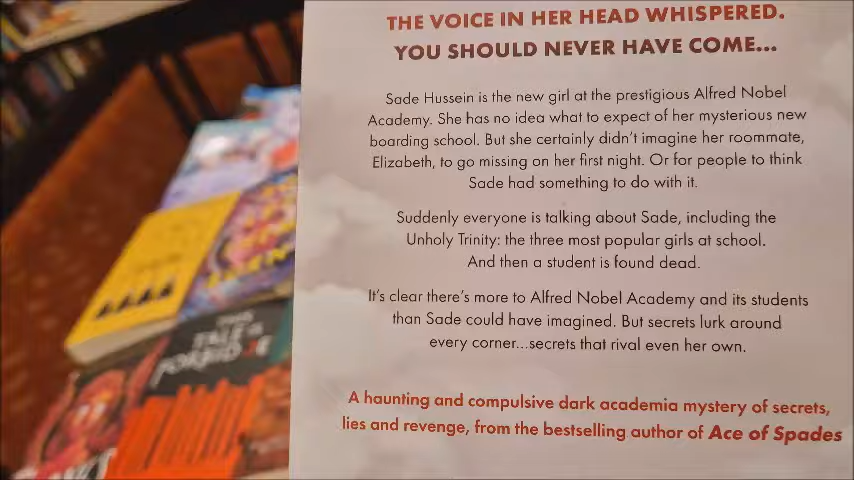 THE VOICE IN HER HEAD WHISPERED.
YOU SHOULD NEVER HAVE COME...
Sade Hussein is the new girl at the prestigious Alfred Nobel
Academy. She has no idea what to expect of her mysterious new
boarding school. But she certainly didn't imagine her roommate,
Elizabeth, to go missing on her first night. Or for people to think
Sade had something to do with it.
Suddenly everyone is talking about Sade, including the
Unholy Trinity: the three most popular girls at school.
And then a student is found dead.
It's clear there's more to Alfred Nobel Academy and its students
than Sade could have imagined. But secrets lurk around
every corner...secrets that rival even her own.
A haunting and compulsive dark academia mystery of secrets,
lies and revenge, from the bestselling author of Ace of Spades
TALE